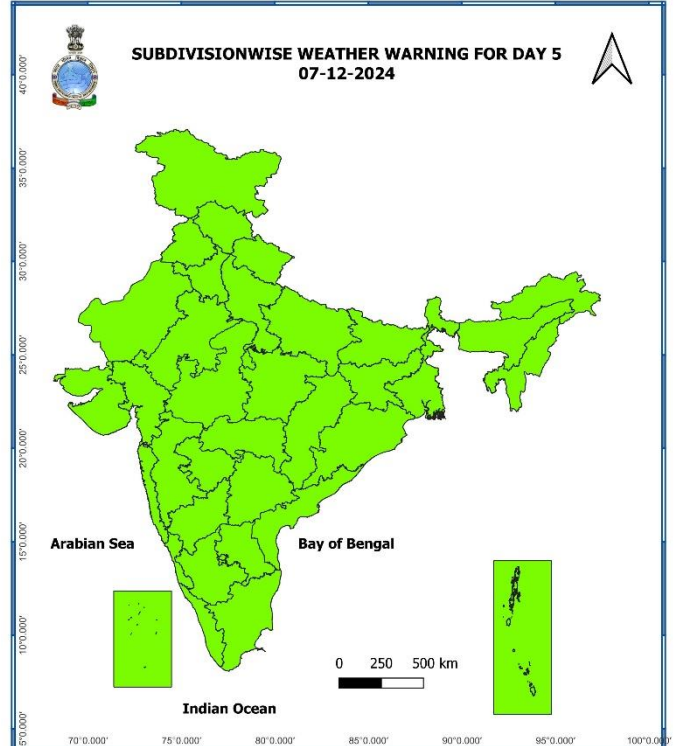 SUBDIVISIONWISE WEATHER WARNING FOR DAY 5
07-12-2024
40°0.000'
35°0.000'
30°0.000'
25°0.000'
20°0.000'
15°0.000'
10°0.000'
5°0.000'
Arabian Sea
Bay of Bengal
0 250 500 km
Indian Ocean
70°0.000' 75°0.000' 80°0.000' 85°0.000' 90°0.000' 95°0.000' 100°0.000'